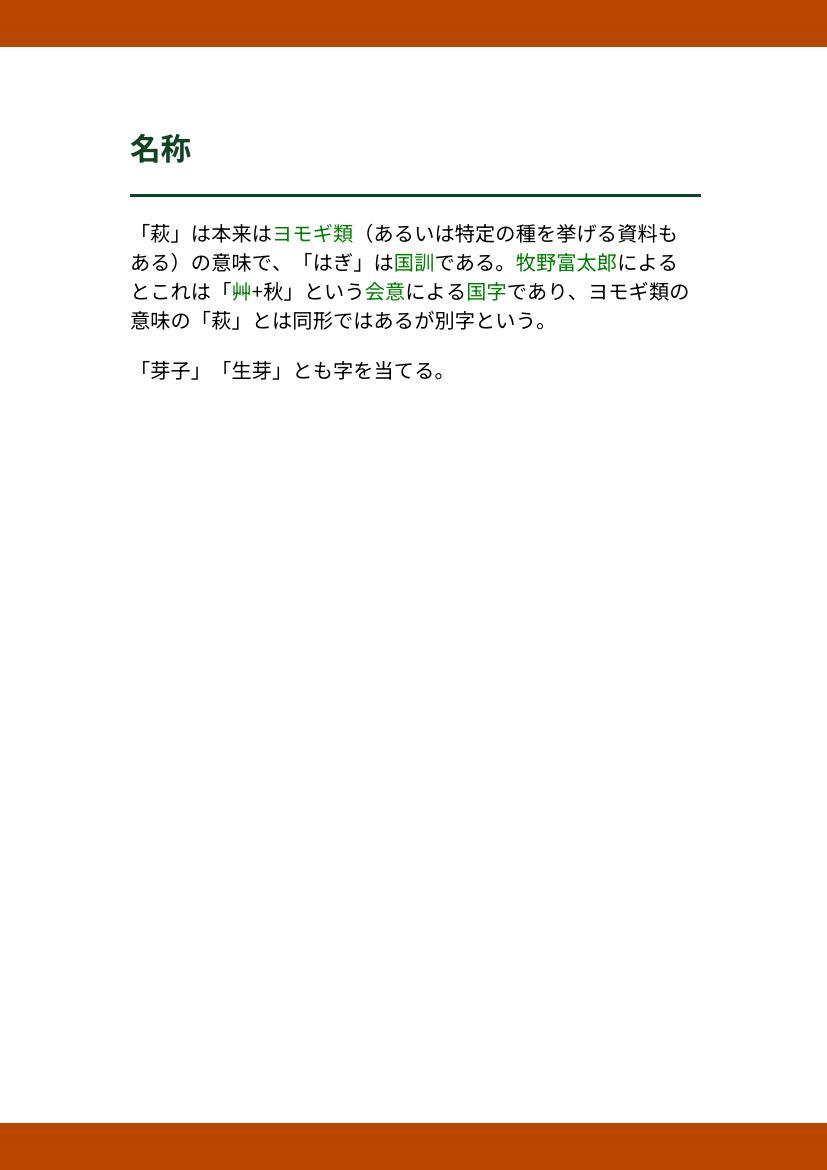 名称
「萩」は本来はヨモギ類（あるいは特定の種を挙げる資料も
ある）の意味で、「はぎ」は国訓である。牧野富太郎による
とこれは「艸+秋」という会意による国字であり、ヨモギ類の
意味の「萩」とは同形ではあるが別字という。
「芽子」「生芽」とも字を当てる。